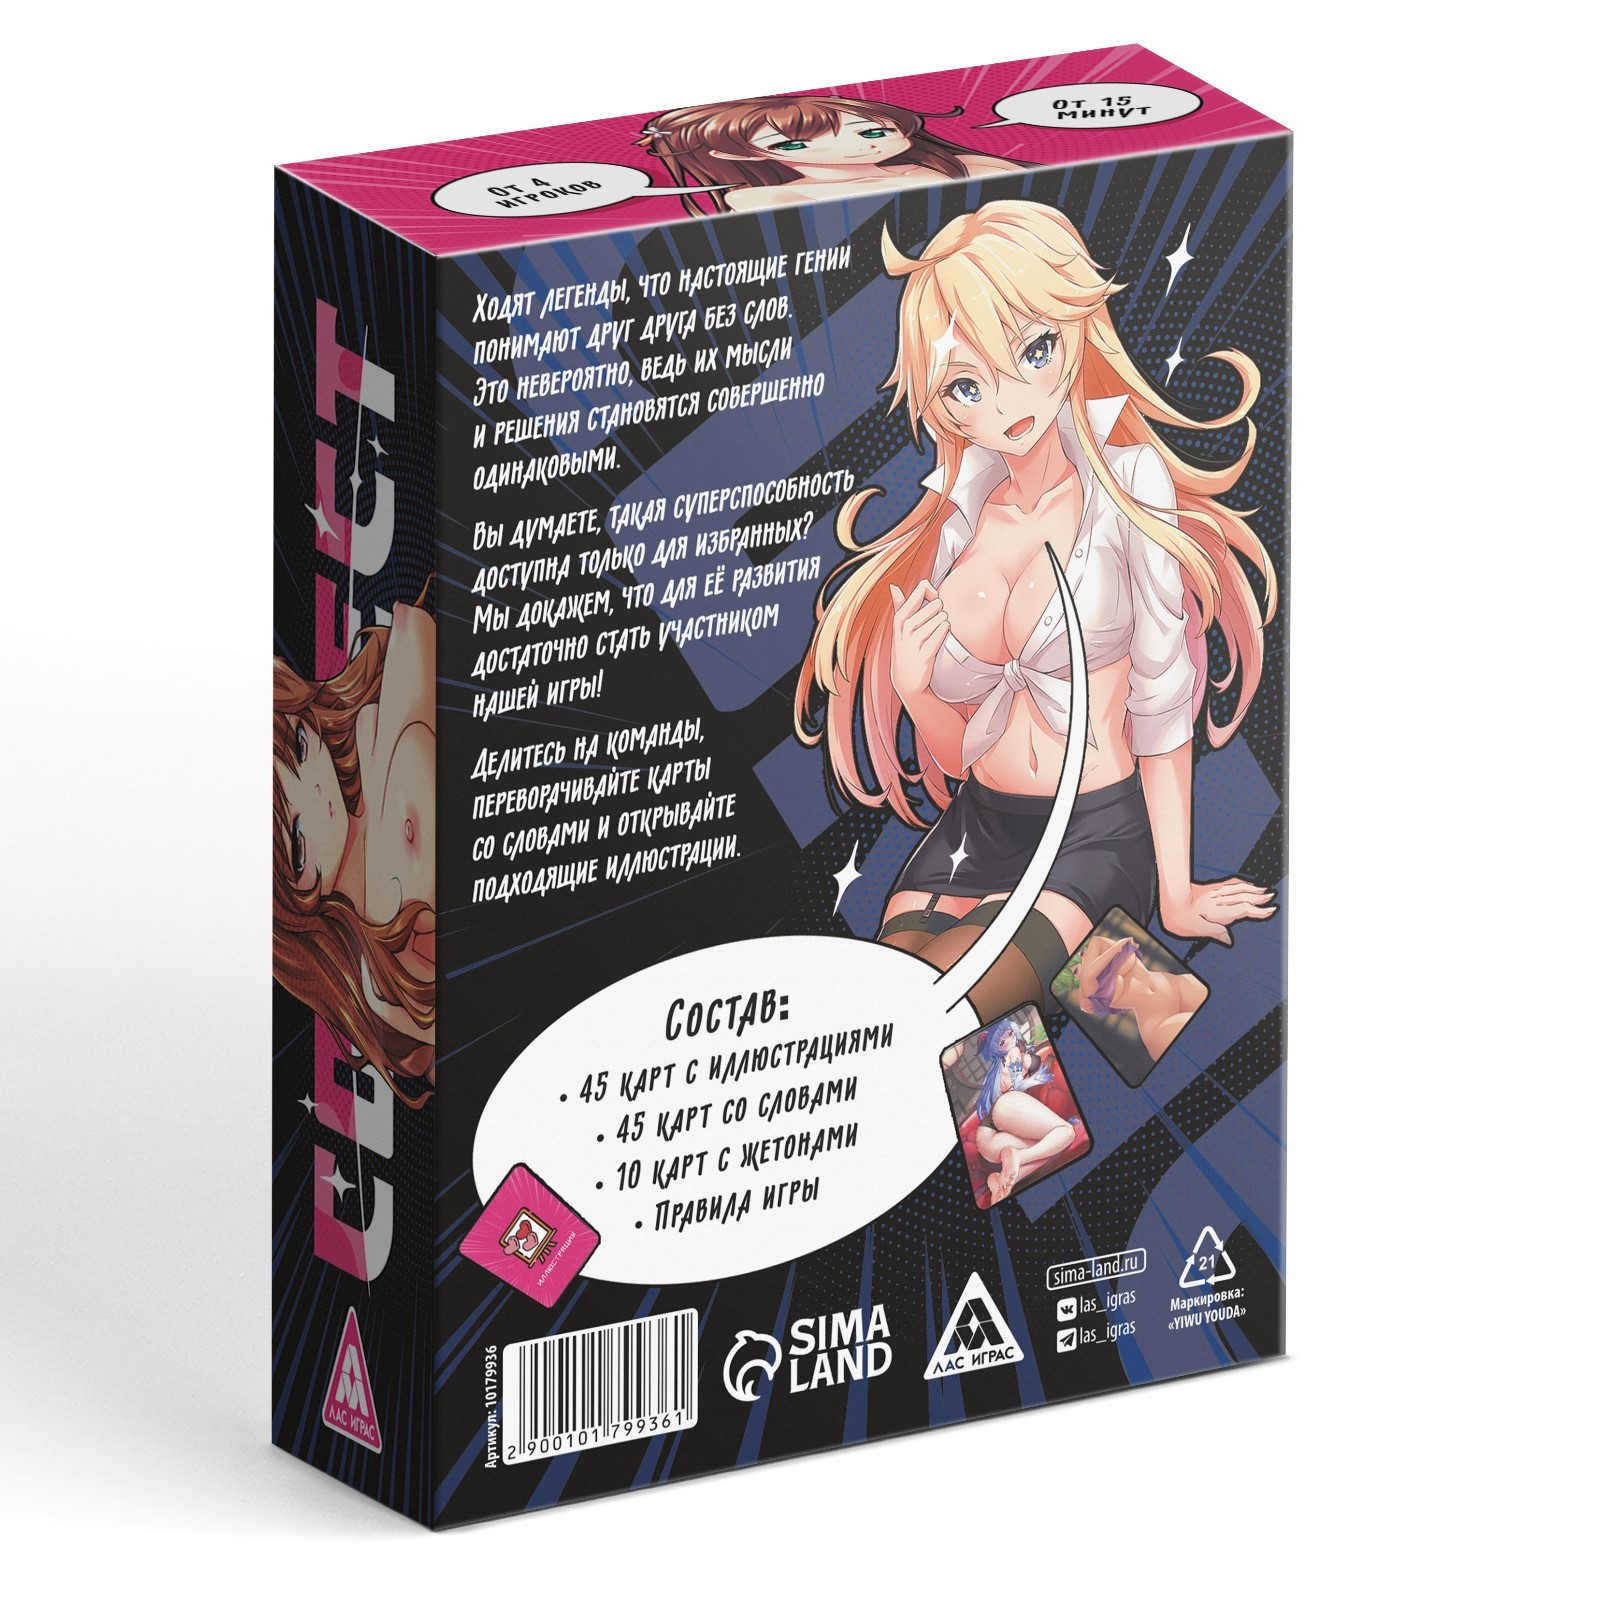 ОТ 4
ИГРОКОВ
ОТ 15
МИНУТ
Ходят легенды, что настоящие гении
понимают друг друга без слов.
Это невероятно, ведь их мысли
и решения становятся совершенно
одинаковыми.
Вы думаете, такая суперспособность
доступна только для избранных?
Мы докажем, что для её развития
достаточно стать участником
нашей игры!
Делитесь на команды,
переворачивайте карты
со словами и открывайте
подходящие иллюстрации.
Состав:
• 45 карт с иллюстрациями
• 45 карт со словами
• 10 карт с жетонами
• Правила игры
ИЛЛЮСТРАЦИЯ
Артикул: 10179936
2 900101 799361
SIMA
LAND
ЛАС ИГРАС
sima-land.ru
las_igras
las_igras
21
Маркировка:
«YIWU YOUDA»
ЛАС ИГРАС